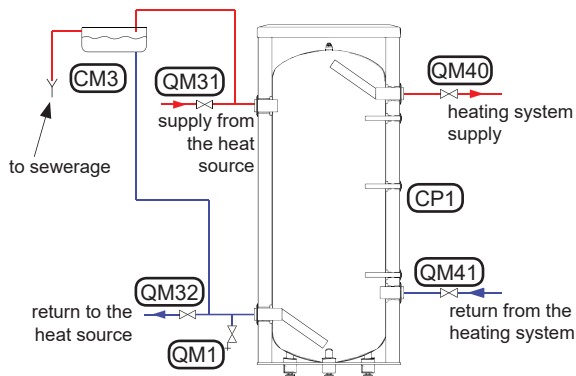 CM3
QM31
QM40
supply from
the heat
source
heating system
supply
to sewerage
CP1
QM32
QM41
return to the
heat source
return from the
heating system
QM1